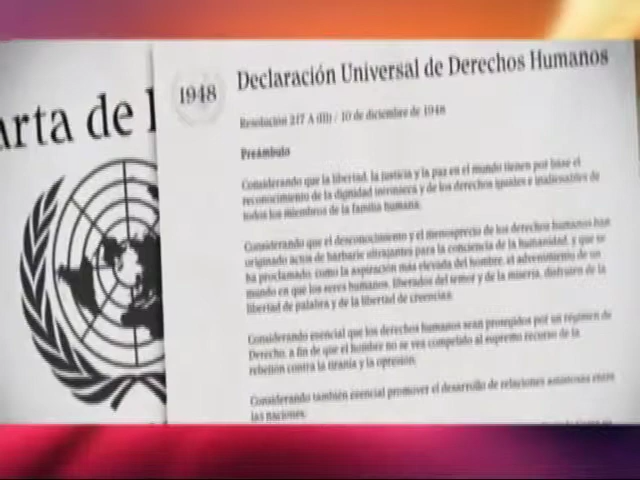 arta de
1948
Declaración Universal de Derechos Humanos
Resolución 217 A (III) / 10 de diciembre de 1948
Preámbulo
Considerando que la libertad, la justicia y la paz en el mundo tienen por base el
reconocimiento de la dignidad intrínseca y de los derechos iguales e inalienables de
todos los miembros de la familia humana,
Considerando que el desconocimiento y el menosprecio de los derechos humanos han
originado actos de barbarie ultrajantes para la conciencia de la humanidad, y que se
ha proclamado, como la aspiración más elevada del hombre, el advenimiento de un
mundo en que los seres humanos, liberados del temor y de la miseria, disfruten de la
libertad de palabra y de la libertad de creencias,
Considerando esencial que los derechos humanos sean protegidos por un régimen de
Derecho, a fin de que el hombre no se vea compelido al supremo recurso de la
rebelión contra la tiranía y la opresión,
Considerando también esencial promover el desarrollo de relaciones amistosas entre
las naciones,